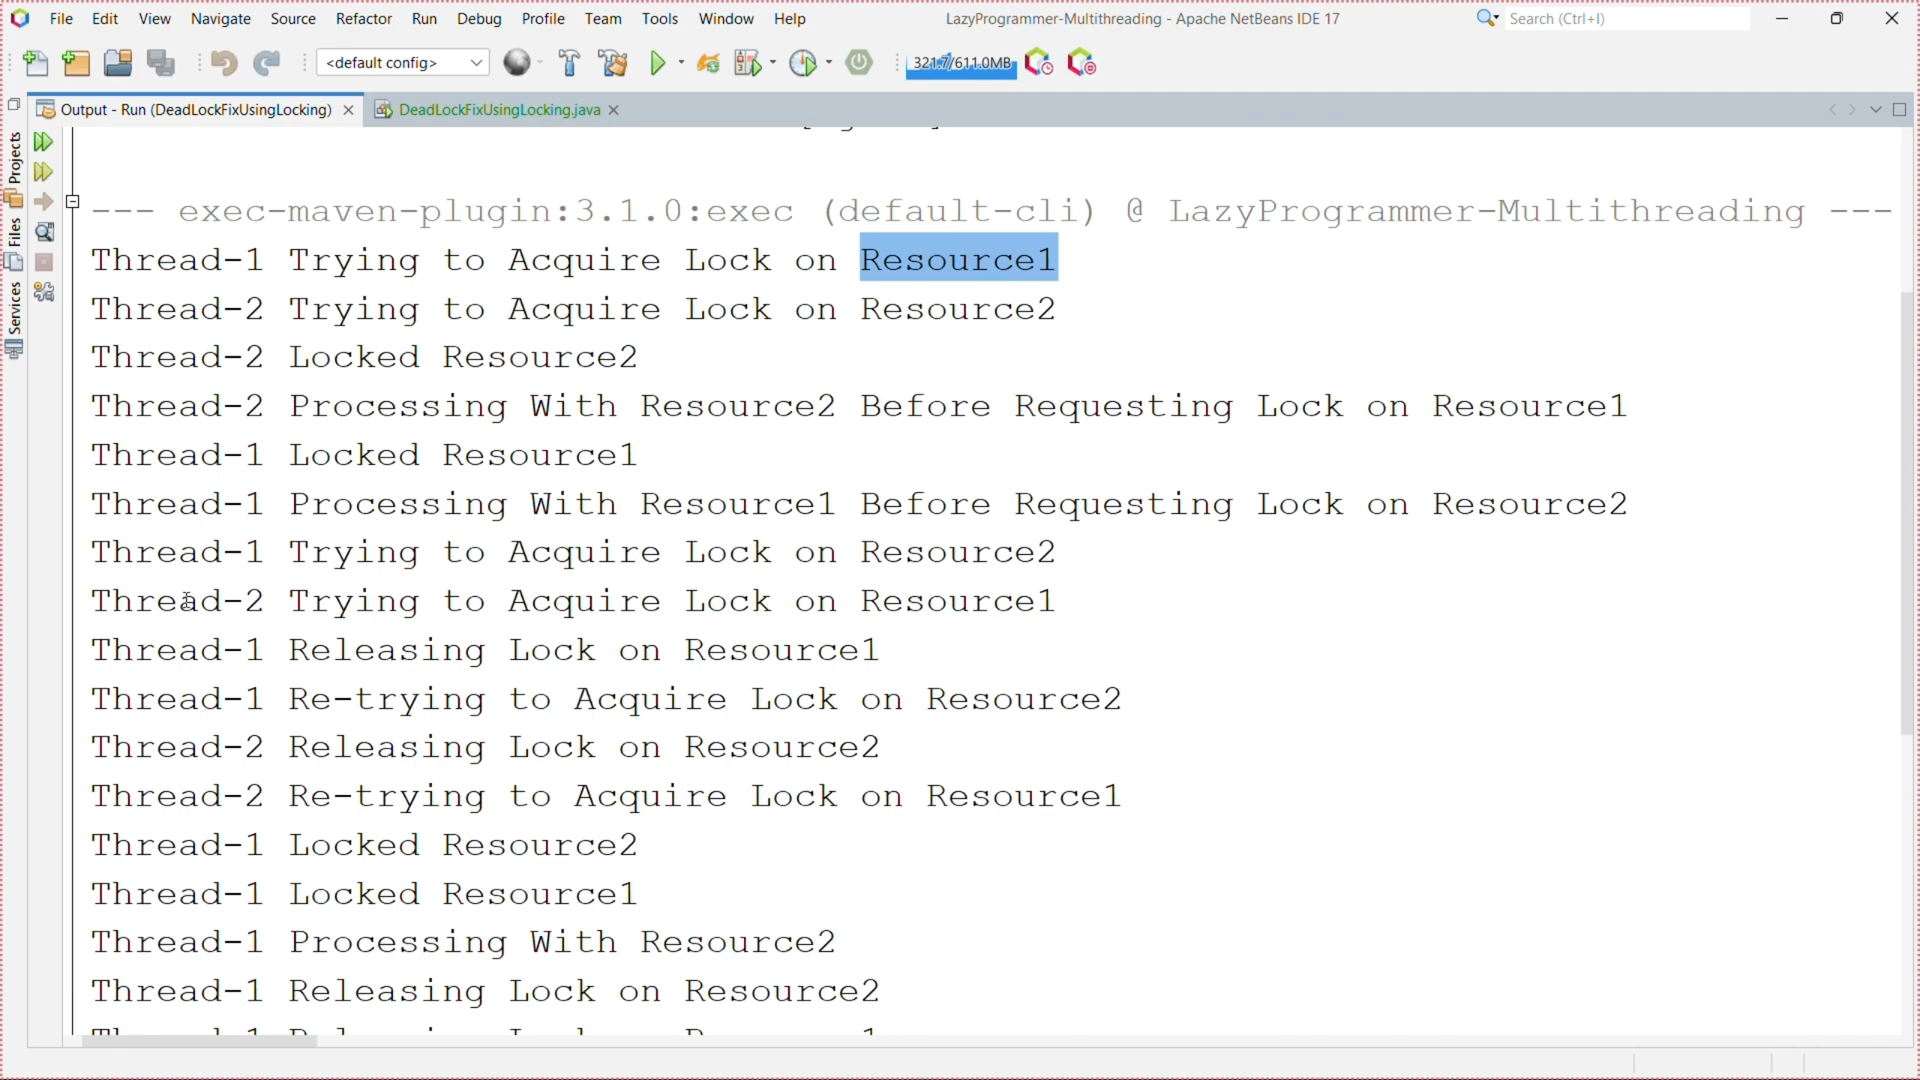 File Edit View Navigate Source Refactor Run Debug Profile Team Tools Window Help
LazyProgrammer-Multithreading - Apache NetBeans IDE 17
Search (Ctrl+I)
<default config>
321.7/611.0MB
Output - Run (DeadLockFixUsingLocking)
DeadLockFixUsingLocking.java
Projects
Files
Services
--- exec-maven-plugin:3.1.0:exec (default-cli) @ LazyProgrammer-Multithreading ---
Thread-1 Trying to Acquire Lock on Resource1
Thread-2 Trying to Acquire Lock on Resource2
Thread-2 Locked Resource2
Thread-2 Processing With Resource2 Before Requesting Lock on Resource1
Thread-1 Locked Resource1
Thread-1 Processing With Resource1 Before Requesting Lock on Resource2
Thread-1 Trying to Acquire Lock on Resource2
Thread-2 Trying to Acquire Lock on Resource1
Thread-1 Releasing Lock on Resource1
Thread-1 Re-trying to Acquire Lock on Resource2
Thread-2 Releasing Lock on Resource2
Thread-2 Re-trying to Acquire Lock on Resource1
Thread-1 Locked Resource2
Thread-1 Locked Resource1
Thread-1 Processing With Resource2
Thread-1 Releasing Lock on Resource2